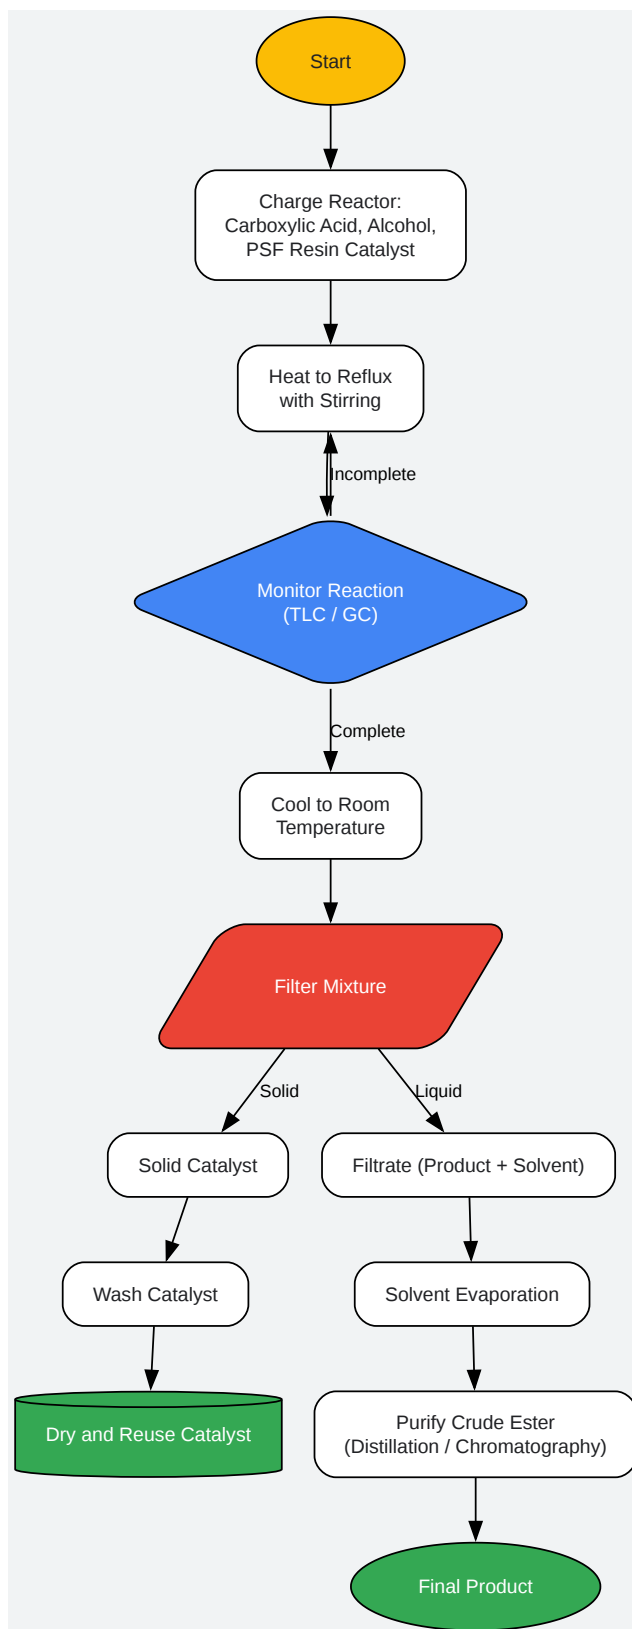 Start
Charge Reactor:
Carboxylic Acid, Alcohol,
PSF Resin Catalyst
Heat to Reflux
with Stirring
Incomplete
Monitor Reaction
(TLC / GC)
Complete
Cool to Room
Temperature
Filter Mixture
Solid
Liquid
Solid Catalyst
Filtrate (Product + Solvent)
Wash Catalyst
Solvent Evaporation
Dry and Reuse Catalyst
Purify Crude Ester
(Distillation / Chromatography)
Final Product